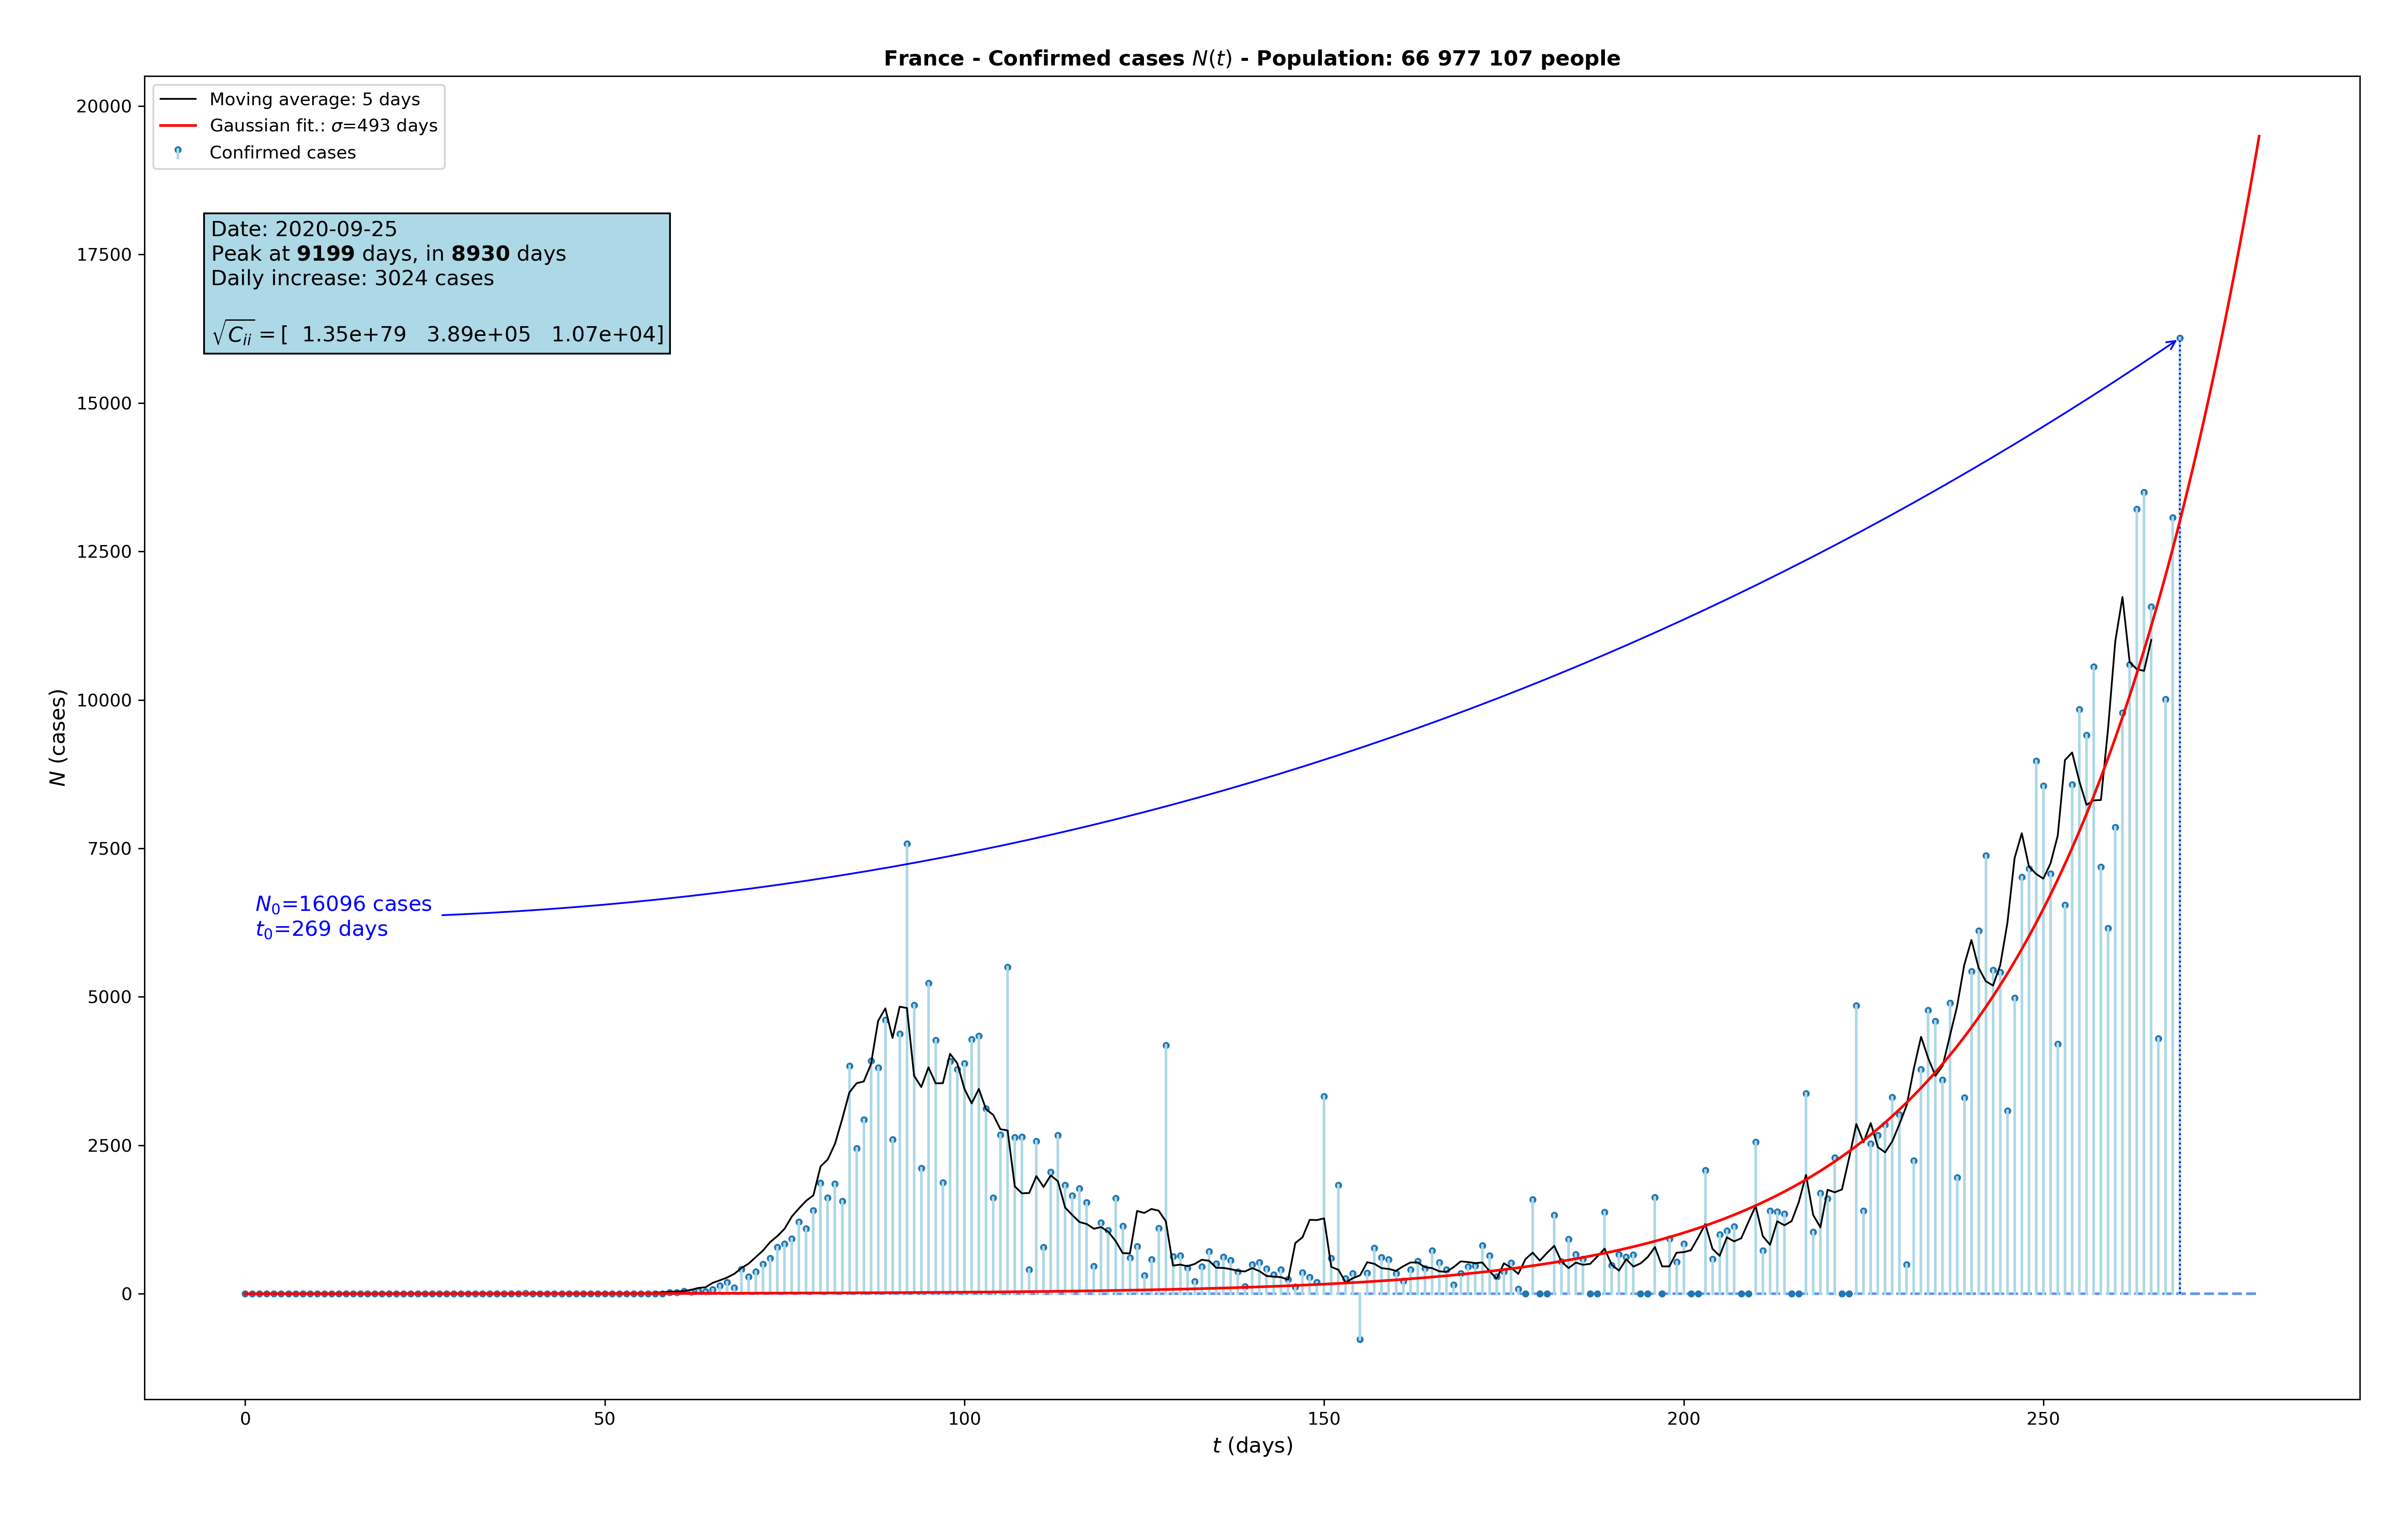 France - Confirmed cases N(t) - Population: 66 977 107 people
Moving average: 5 days
Gaussian fit.: σ=493 days
Confirmed cases
Date: 2020-09-25
Peak at 9199 days, in 8930 days
Daily increase: 3024 cases
√Cᵢᵢ = [ 1.35e+79 3.89e+05 1.07e+04]
N₀=16096 cases
t₀=269 days
N (cases)
20000
17500
15000
12500
10000
7500
5000
2500
0
0 50 100 150 200 250
t (days)